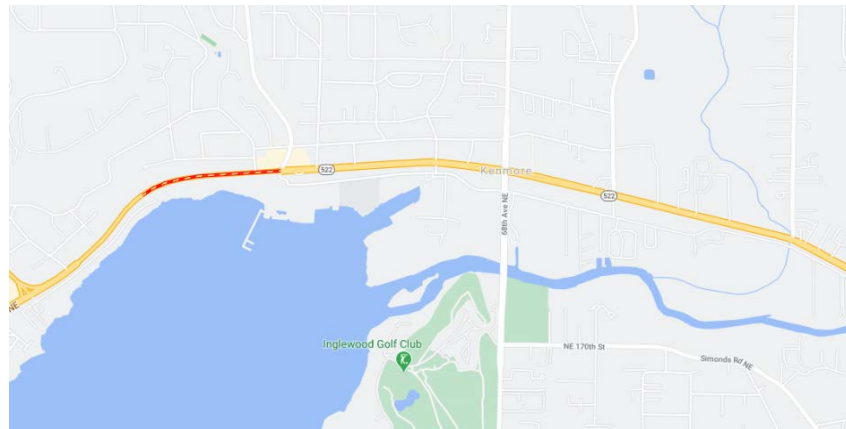 522
Kenmore
522
68th Ave NE
NE
Inglewood Golf Club
NE 170th St
Simonds Rd NE